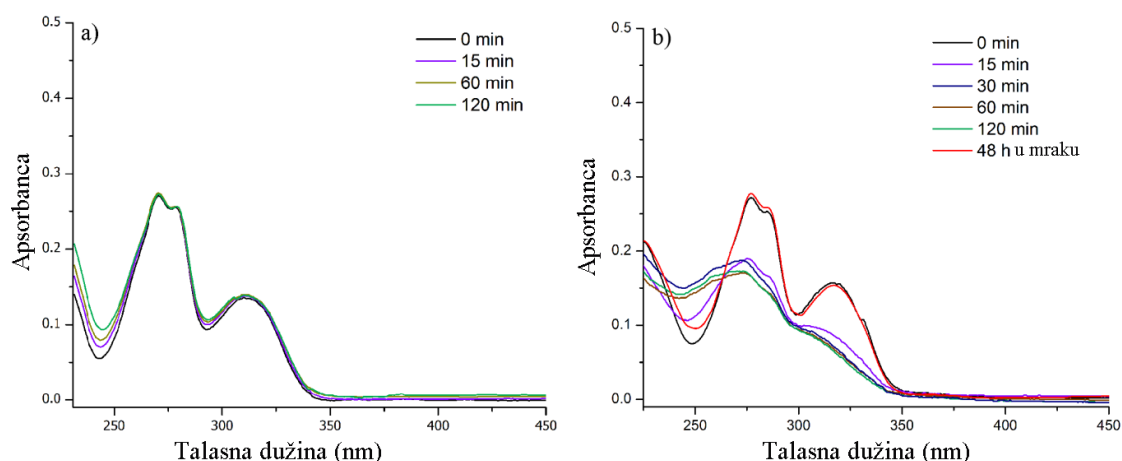 a)
0 min
15 min
60 min
120 min
0.5
0.4
0.3
0.2
0.1
0.0
Apsorbanca
250
300
350
400
450
Talasna dužina (nm)
b)
0 min
15 min
30 min
60 min
120 min
48 h u mraku
0.5
0.4
0.3
0.2
0.1
0.0
Apsorbanca
250
300
350
400
450
Talasna dužina (nm)